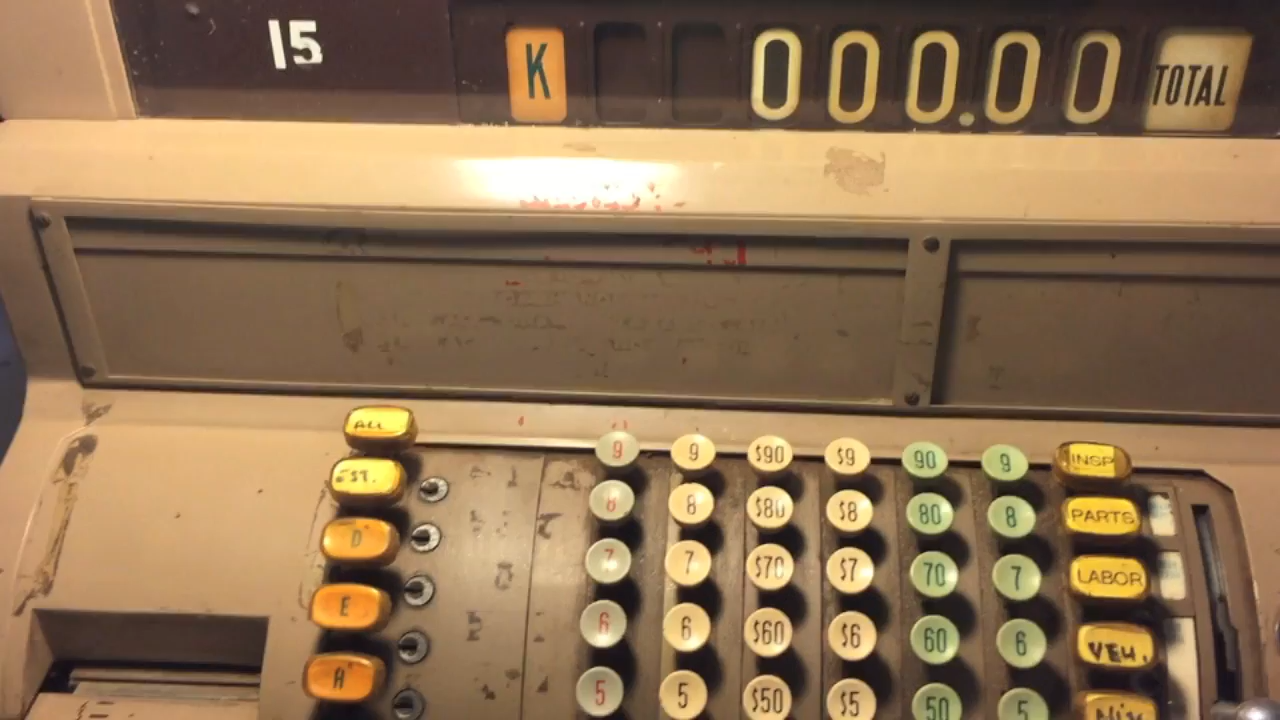 15 K 000.00 TOTAL
ALL
9 9 $90 $9 90 9 INSP
EST.
8 8 $80 $8 80 8 PARTS
D
7 7 $70 $7 70 7 LABOR
E
6 6 $60 $6 60 6 VEH.
A
5 5 $50 $5 50 5